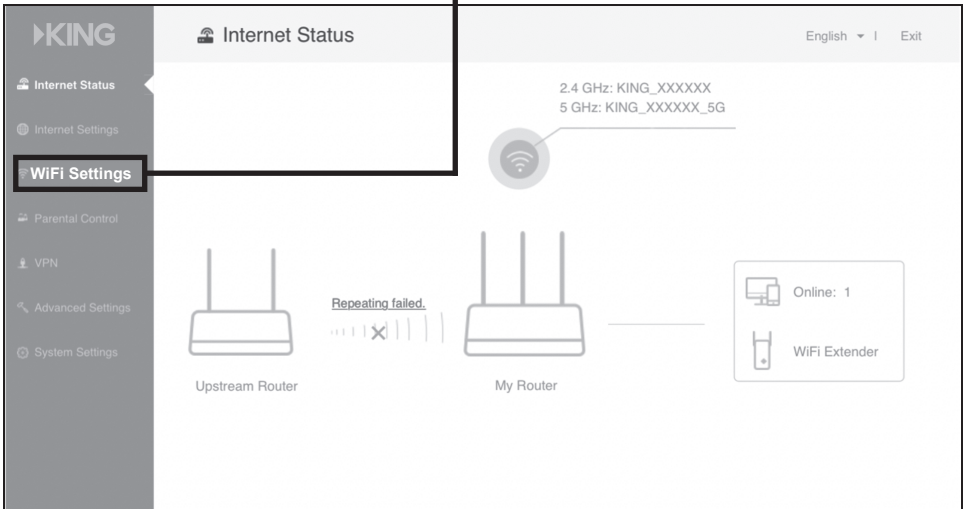 KING
Internet Status
English | Exit
Internet Status
Internet Settings
WiFi Settings
Parental Control
VPN
Advanced Settings
System Settings
2.4 GHz: KING_XXXXXX
5 GHz: KING_XXXXXX_5G
Repeating failed.
Upstream Router
My Router
Online: 1
WiFi Extender